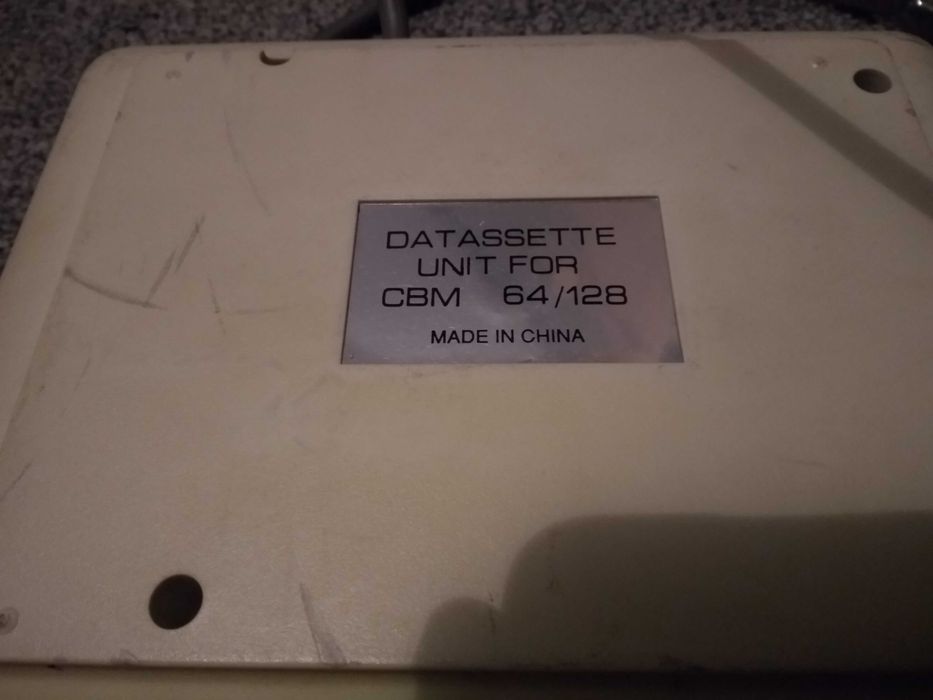 DATASSETTE
UNIT FOR
CBM 64/128
MADE IN CHINA